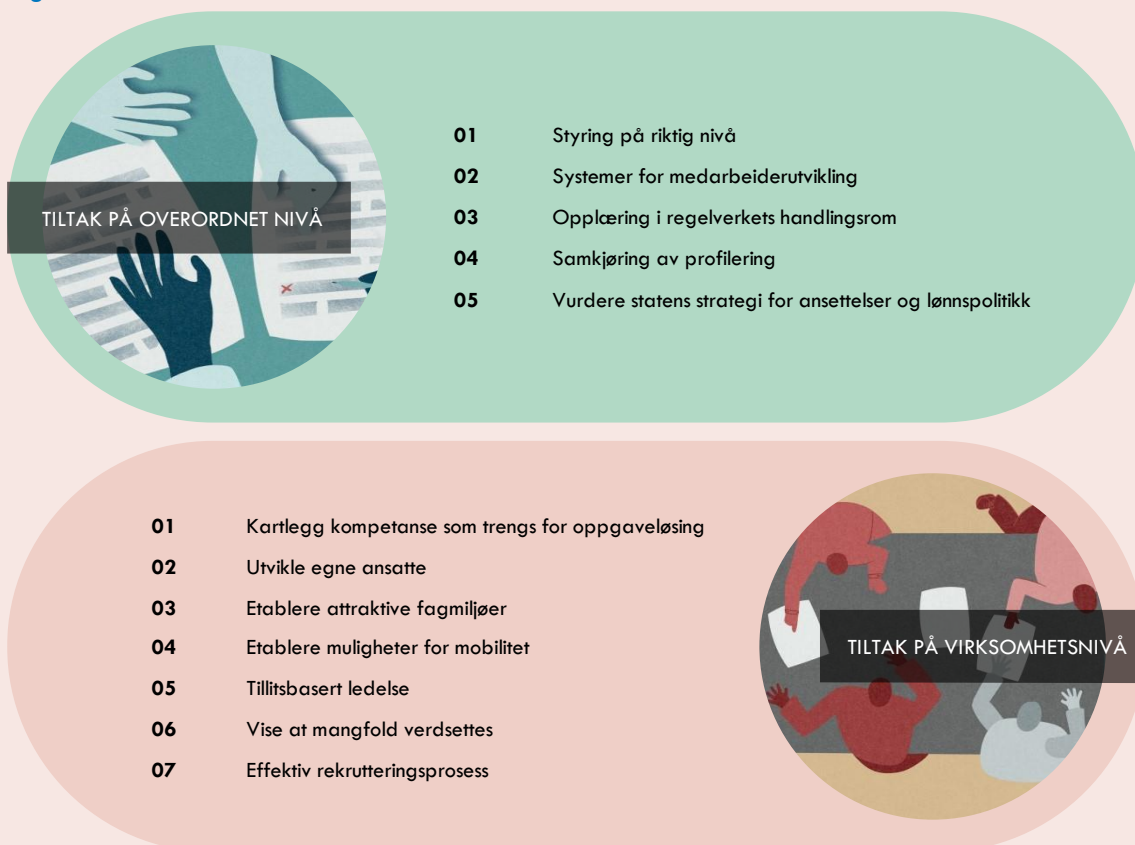 TILTAK PÅ OVERORDNET NIVÅ
01 Styring på riktig nivå
02 Systemer for medarbeiderutvikling
03 Opplæring i regelverkets handlingsrom
04 Samkjøring av profilering
05 Vurdere statens strategi for ansettelser og lønnspolitikk
01 Kartlegg kompetanse som trengs for oppgaveløsing
02 Utvikle egne ansatte
03 Etablere attraktive fagmiljøer
04 Etablere muligheter for mobilitet
05 Tillitsbasert ledelse
06 Vise at mangfold verdsettes
07 Effektiv rekrutteringsprosess
TILTAK PÅ VIRKSOMHETSNIVÅ